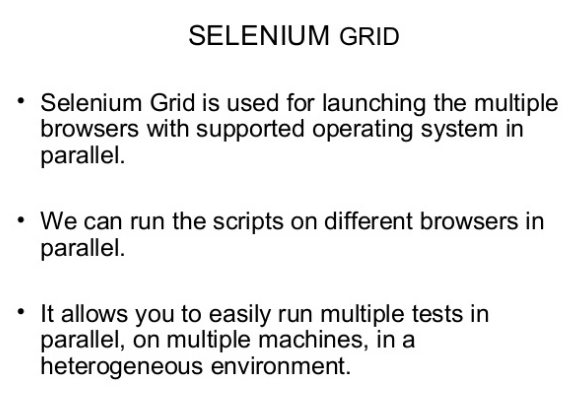 SELENIUM GRID
• Selenium Grid is used for launching the multiple
browsers with supported operating system in
parallel.
• We can run the scripts on different browsers in
parallel.
• It allows you to easily run multiple tests in
parallel, on multiple machines, in a
heterogeneous environment.